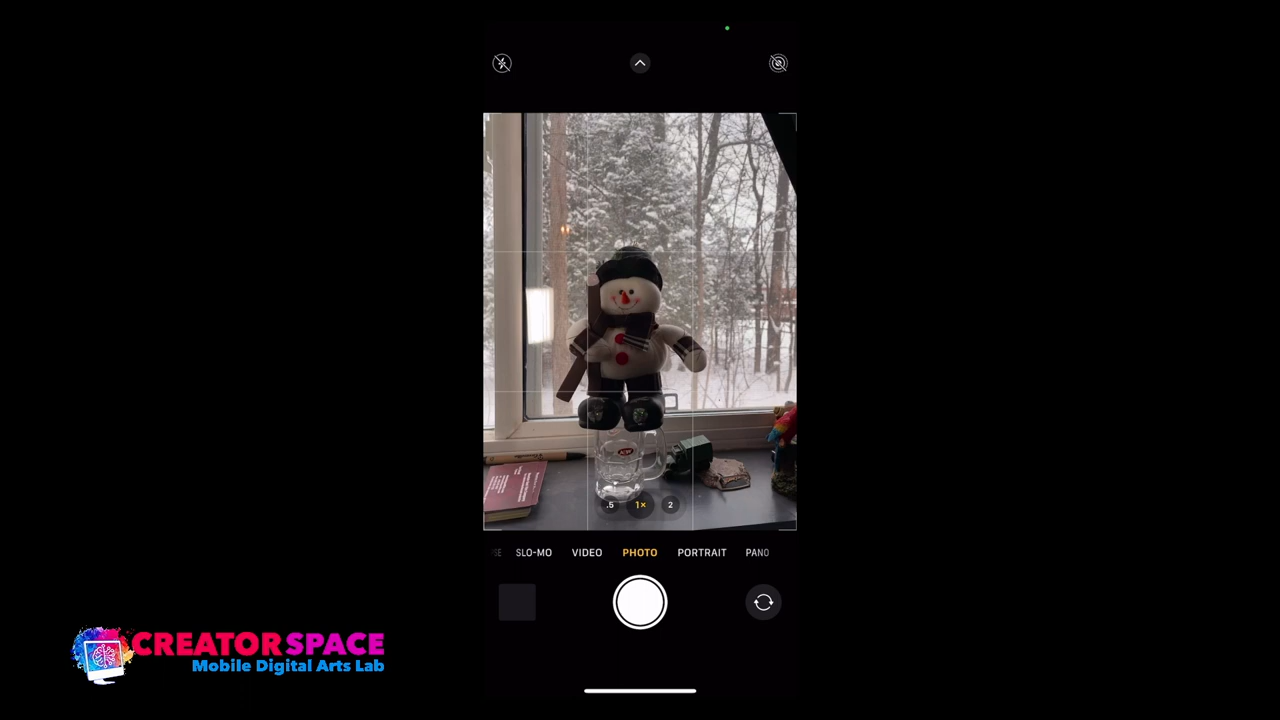 A&W
.5
1×
2
SLO-MO
VIDEO
PHOTO
PORTRAIT
PANO
CREATORSPACE
Mobile Digital Arts Lab